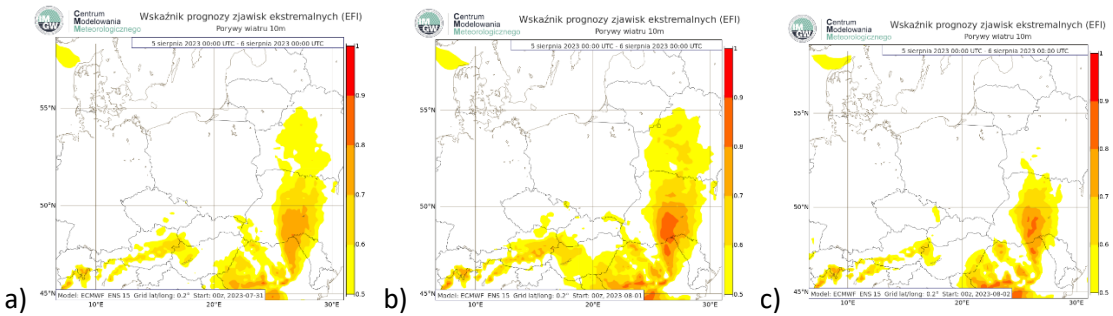 IM
GW
Centrum
Modelowania
Meteorologicznego
Wskaźnik prognozy zjawisk ekstremalnych (EFI)
Porywy wiatru 10m
5 sierpnia 2023 00:00 UTC - 6 sierpnia 2023 00:00 UTC
1
0.9
0.8
0.7
0.6
0.5
55°N
50°N
45°N
10°E
20°E
30°E
Model: ECMWF ENS 15 Grid lat/long: 0.2° Start: 00z, 2023-07-31
a)
IM
GW
Centrum
Modelowania
Meteorologicznego
Wskaźnik prognozy zjawisk ekstremalnych (EFI)
Porywy wiatru 10m
5 sierpnia 2023 00:00 UTC - 6 sierpnia 2023 00:00 UTC
1
0.9
0.8
0.7
0.6
0.5
55°N
50°N
45°N
10°E
20°E
30°E
Model: ECMWF ENS 15 Grid lat/long: 0.2° Start: 00z, 2023-08-01
b)
IM
GW
Centrum
Modelowania
Meteorologicznego
Wskaźnik prognozy zjawisk ekstremalnych (EFI)
Porywy wiatru 10m
5 sierpnia 2023 00:00 UTC - 6 sierpnia 2023 00:00 UTC
1
0.9
0.8
0.7
0.6
0.5
55°N
50°N
45°N
10°E
20°E
30°E
Model: ECMWF ENS 15 Grid lat/long: 0.2° Start: 00z, 2023-08-02
c)